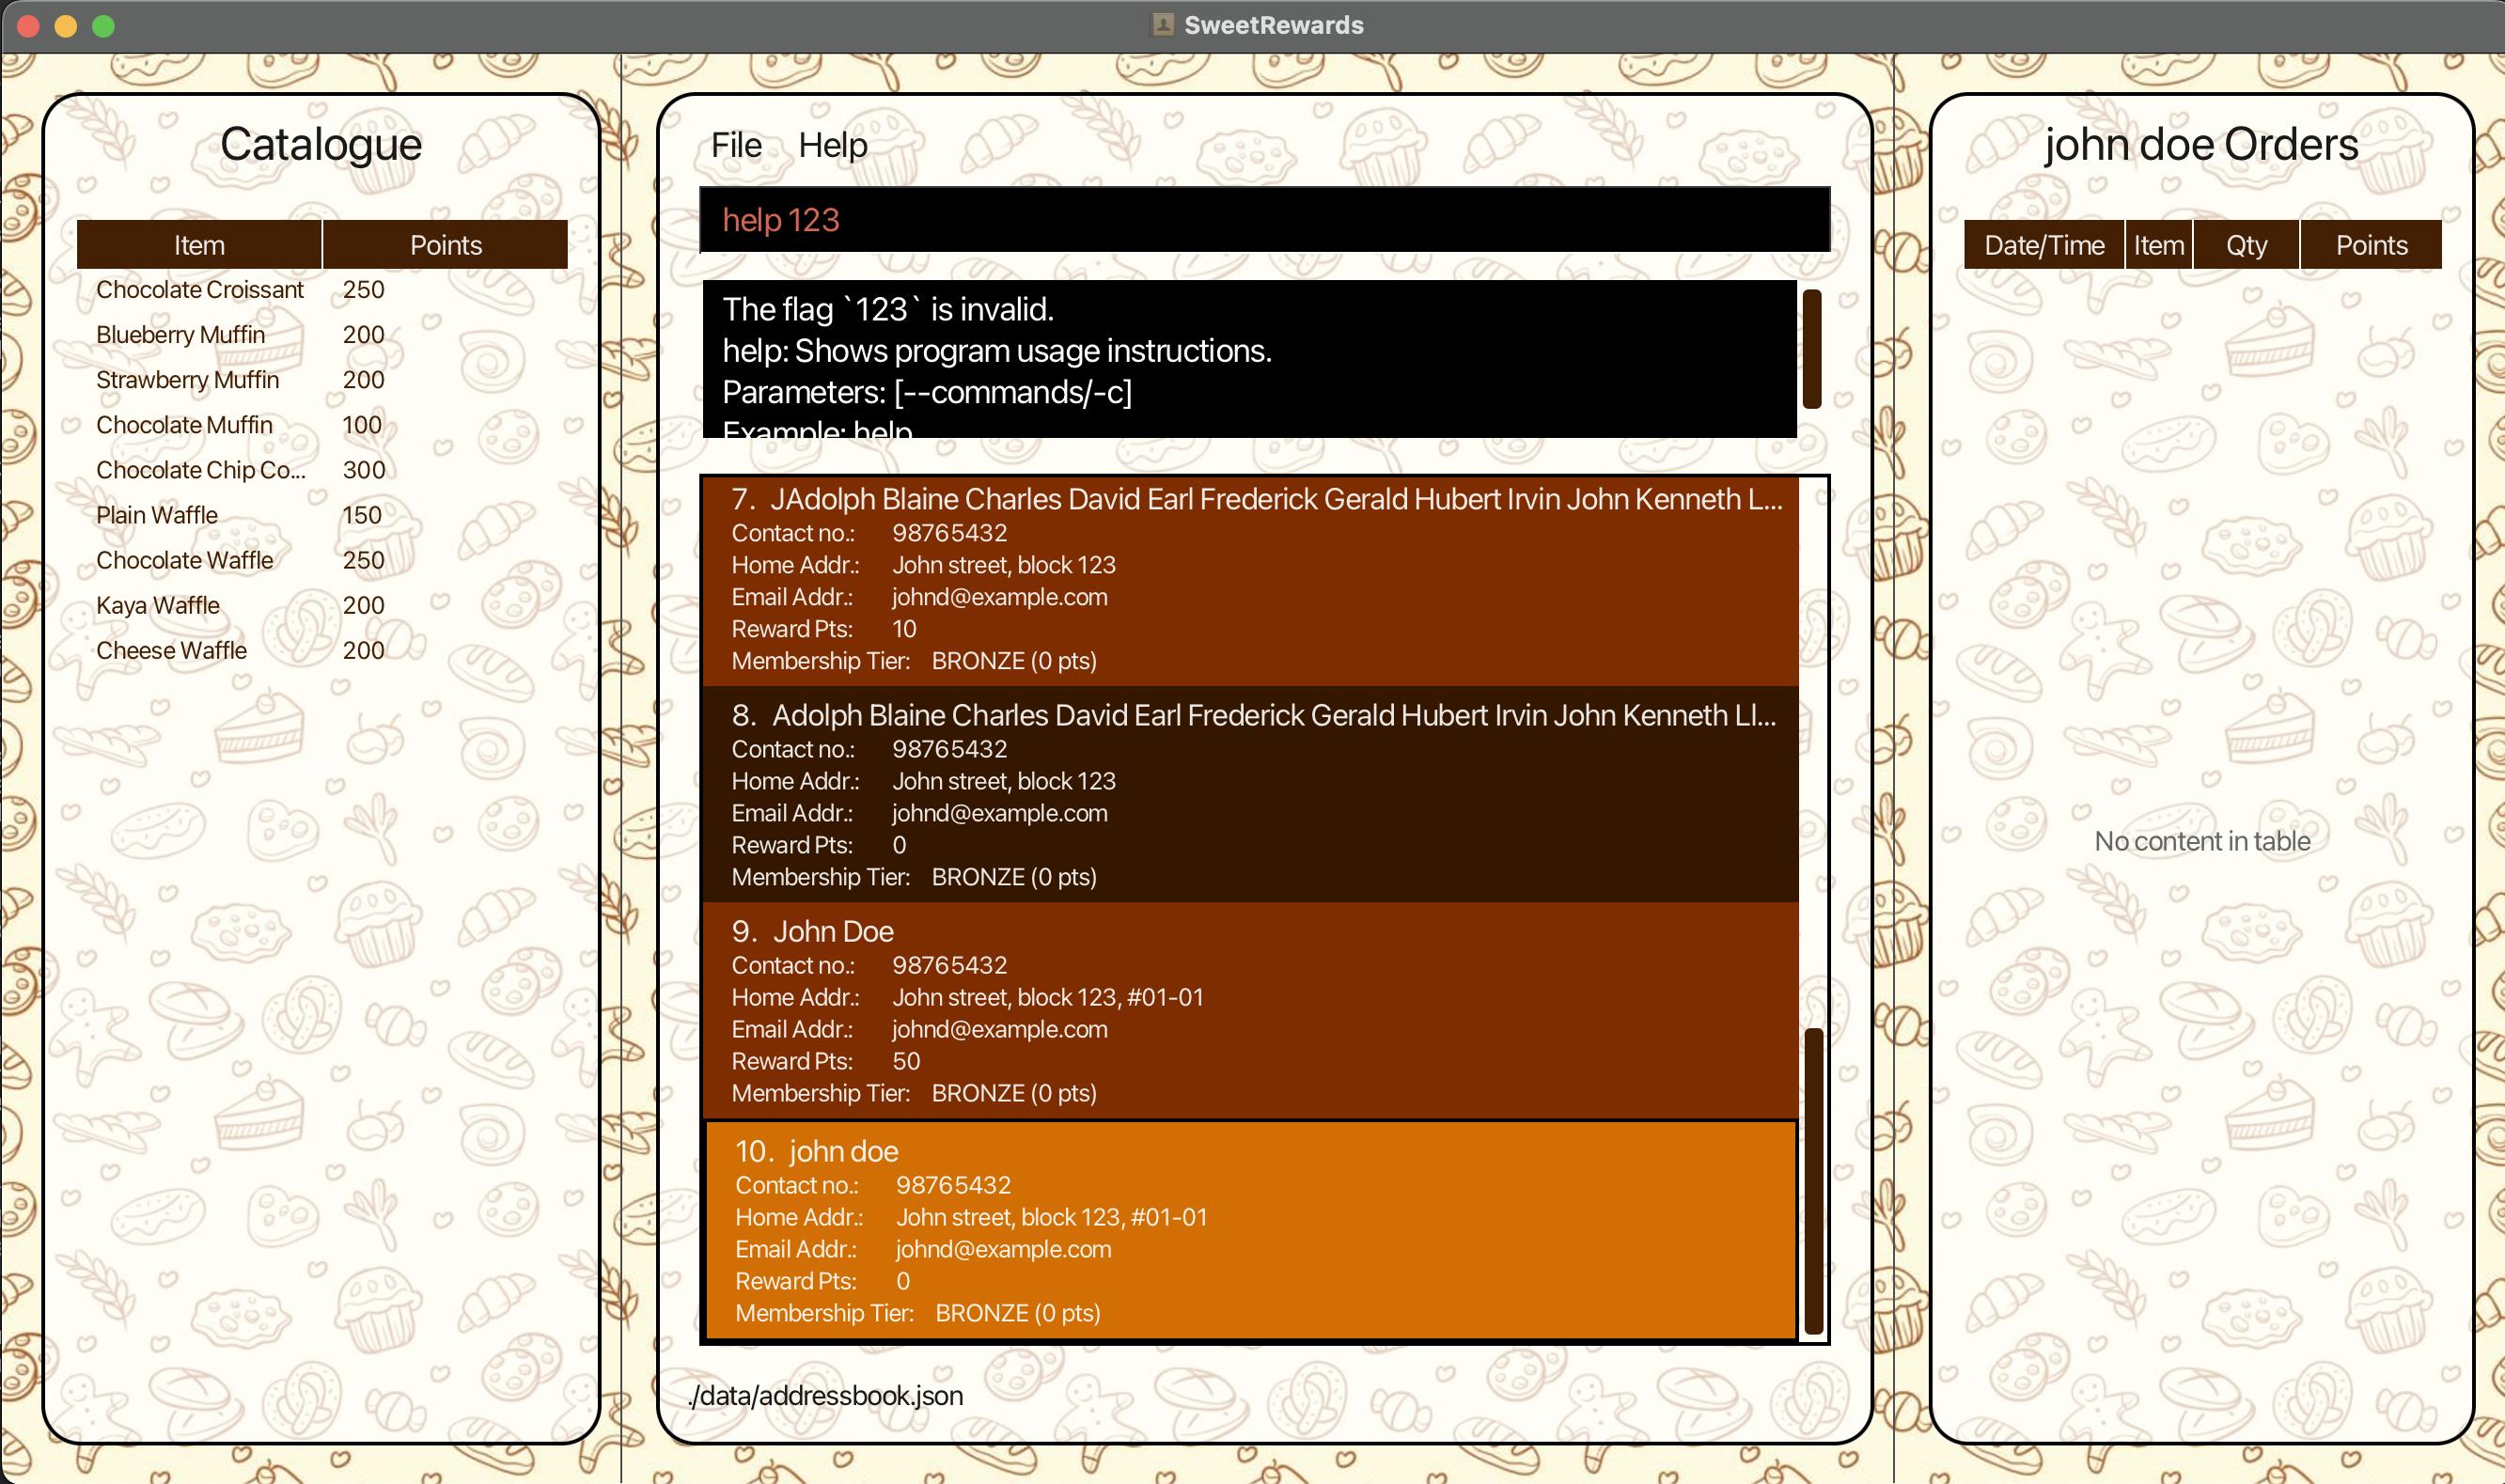 SweetRewards
Catalogue
Item Points
Chocolate Croissant 250
Blueberry Muffin 200
Strawberry Muffin 200
Chocolate Muffin 100
Chocolate Chip Co... 300
Plain Waffle 150
Chocolate Waffle 250
Kaya Waffle 200
Cheese Waffle 200
File Help
help 123
The flag `123` is invalid.
help: Shows program usage instructions.
Parameters: [--commands/-c]
Example: help
7. JAdolph Blaine Charles David Earl Frederick Gerald Hubert Irvin John Kenneth L...
Contact no.: 98765432
Home Addr.: John street, block 123
Email Addr.: johnd@example.com
Reward Pts: 10
Membership Tier: BRONZE (0 pts)
8. Adolph Blaine Charles David Earl Frederick Gerald Hubert Irvin John Kenneth Ll...
Contact no.: 98765432
Home Addr.: John street, block 123
Email Addr.: johnd@example.com
Reward Pts: 0
Membership Tier: BRONZE (0 pts)
9. John Doe
Contact no.: 98765432
Home Addr.: John street, block 123, #01-01
Email Addr.: johnd@example.com
Reward Pts: 50
Membership Tier: BRONZE (0 pts)
10. john doe
Contact no.: 98765432
Home Addr.: John street, block 123, #01-01
Email Addr.: johnd@example.com
Reward Pts: 0
Membership Tier: BRONZE (0 pts)
./data/addressbook.json
john doe Orders
Date/Time Item Qty Points
No content in table